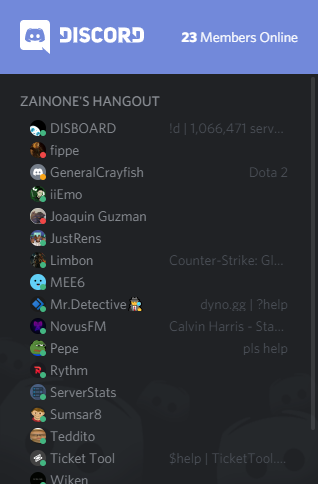 DISCORD
23 Members Online
ZAINONE'S HANGOUT
DISBOARD !d | 1,066,471 serv...
fippe
GeneralCrayfish Dota 2
iiEmo
Joaquin Guzman
JustRens
Limbon Counter-Strike: Gl...
MEE6
Mr.Detective🕵️ dyno.gg | ?help
NovusFM Calvin Harris - Sta...
Pepe pls help
Rythm
ServerStats
Sumsar8
Teddito
Ticket Tool $help | TicketTool....
Wiken